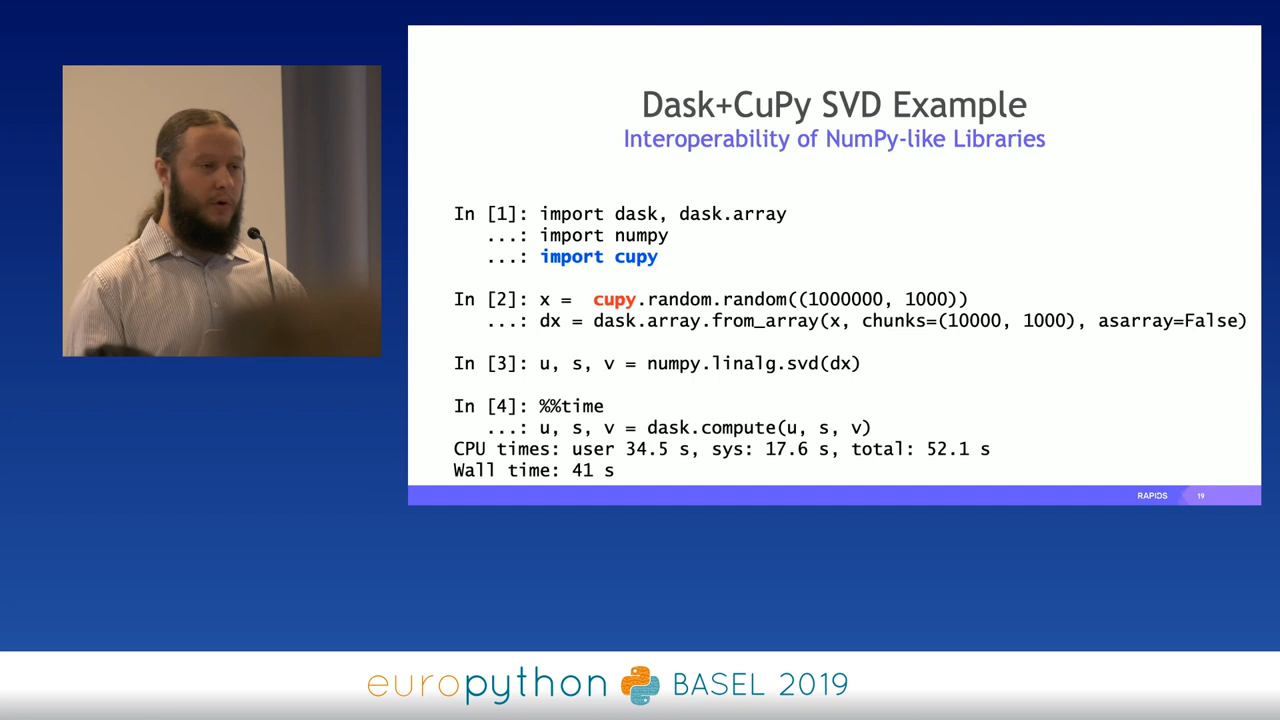 Dask+CuPy SVD Example
Interoperability of NumPy-like Libraries
In [1]: import dask, dask.array
...: import numpy
...: import cupy
In [2]: x =  cupy.random.random((1000000, 1000))
...: dx = dask.array.from_array(x, chunks=(10000, 1000), asarray=False)
In [3]: u, s, v = numpy.linalg.svd(dx)
In [4]: %%time
...: u, s, v = dask.compute(u, s, v)
CPU times: user 34.5 s, sys: 17.6 s, total: 52.1 s
Wall time: 41 s
RAPIDS 19
europython BASEL 2019